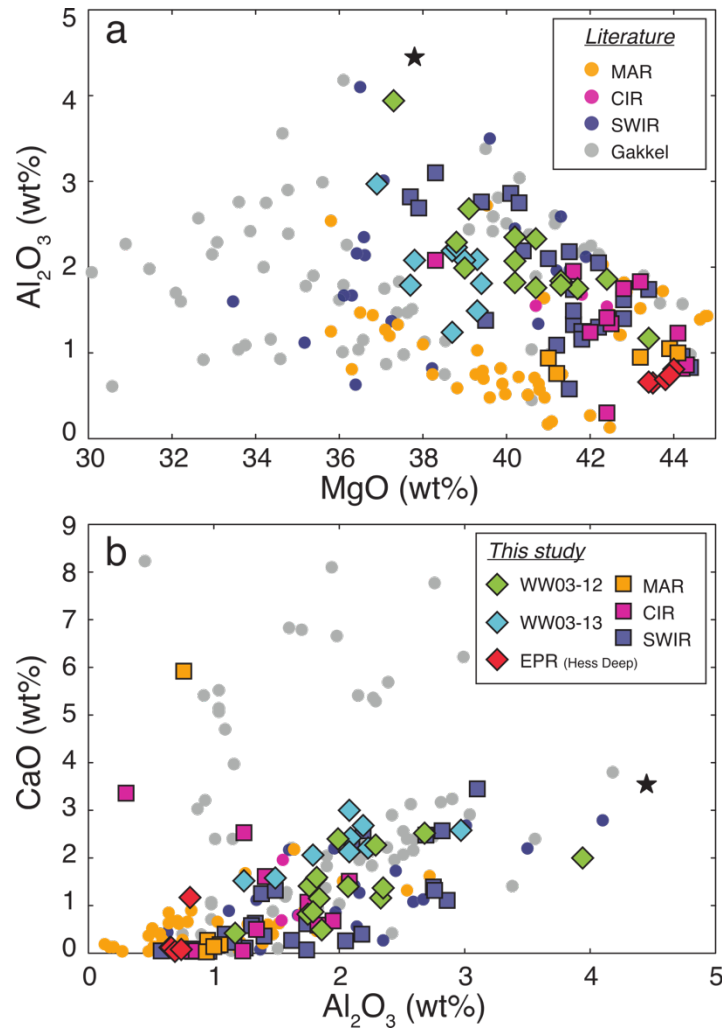 a
Literature
MAR
CIR
SWIR
Gakkel
5
4
3
2
1
0
Al₂O₃ (wt%)
30 32 34 36 38 40 42 44
MgO (wt%)
b
This study
WW03-12 MAR
WW03-13 CIR
EPR (Hess Deep) SWIR
9
8
7
6
5
4
3
2
1
0
CaO (wt%)
0 1 2 3 4 5
Al₂O₃ (wt%)